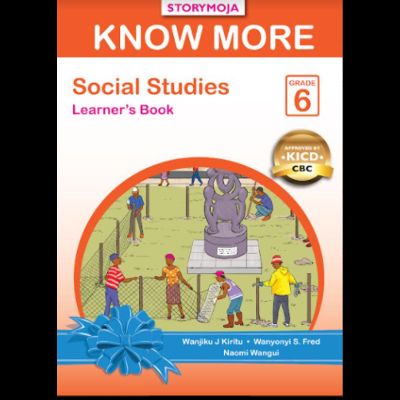 STORYMOJA
KNOW MORE
Social Studies
Learner's Book
GRADE
6
APPROVED BY
•KICD•
CBC
Wanjiku J Kiritu • Wanyonyi S. Fred
Naomi Wangui